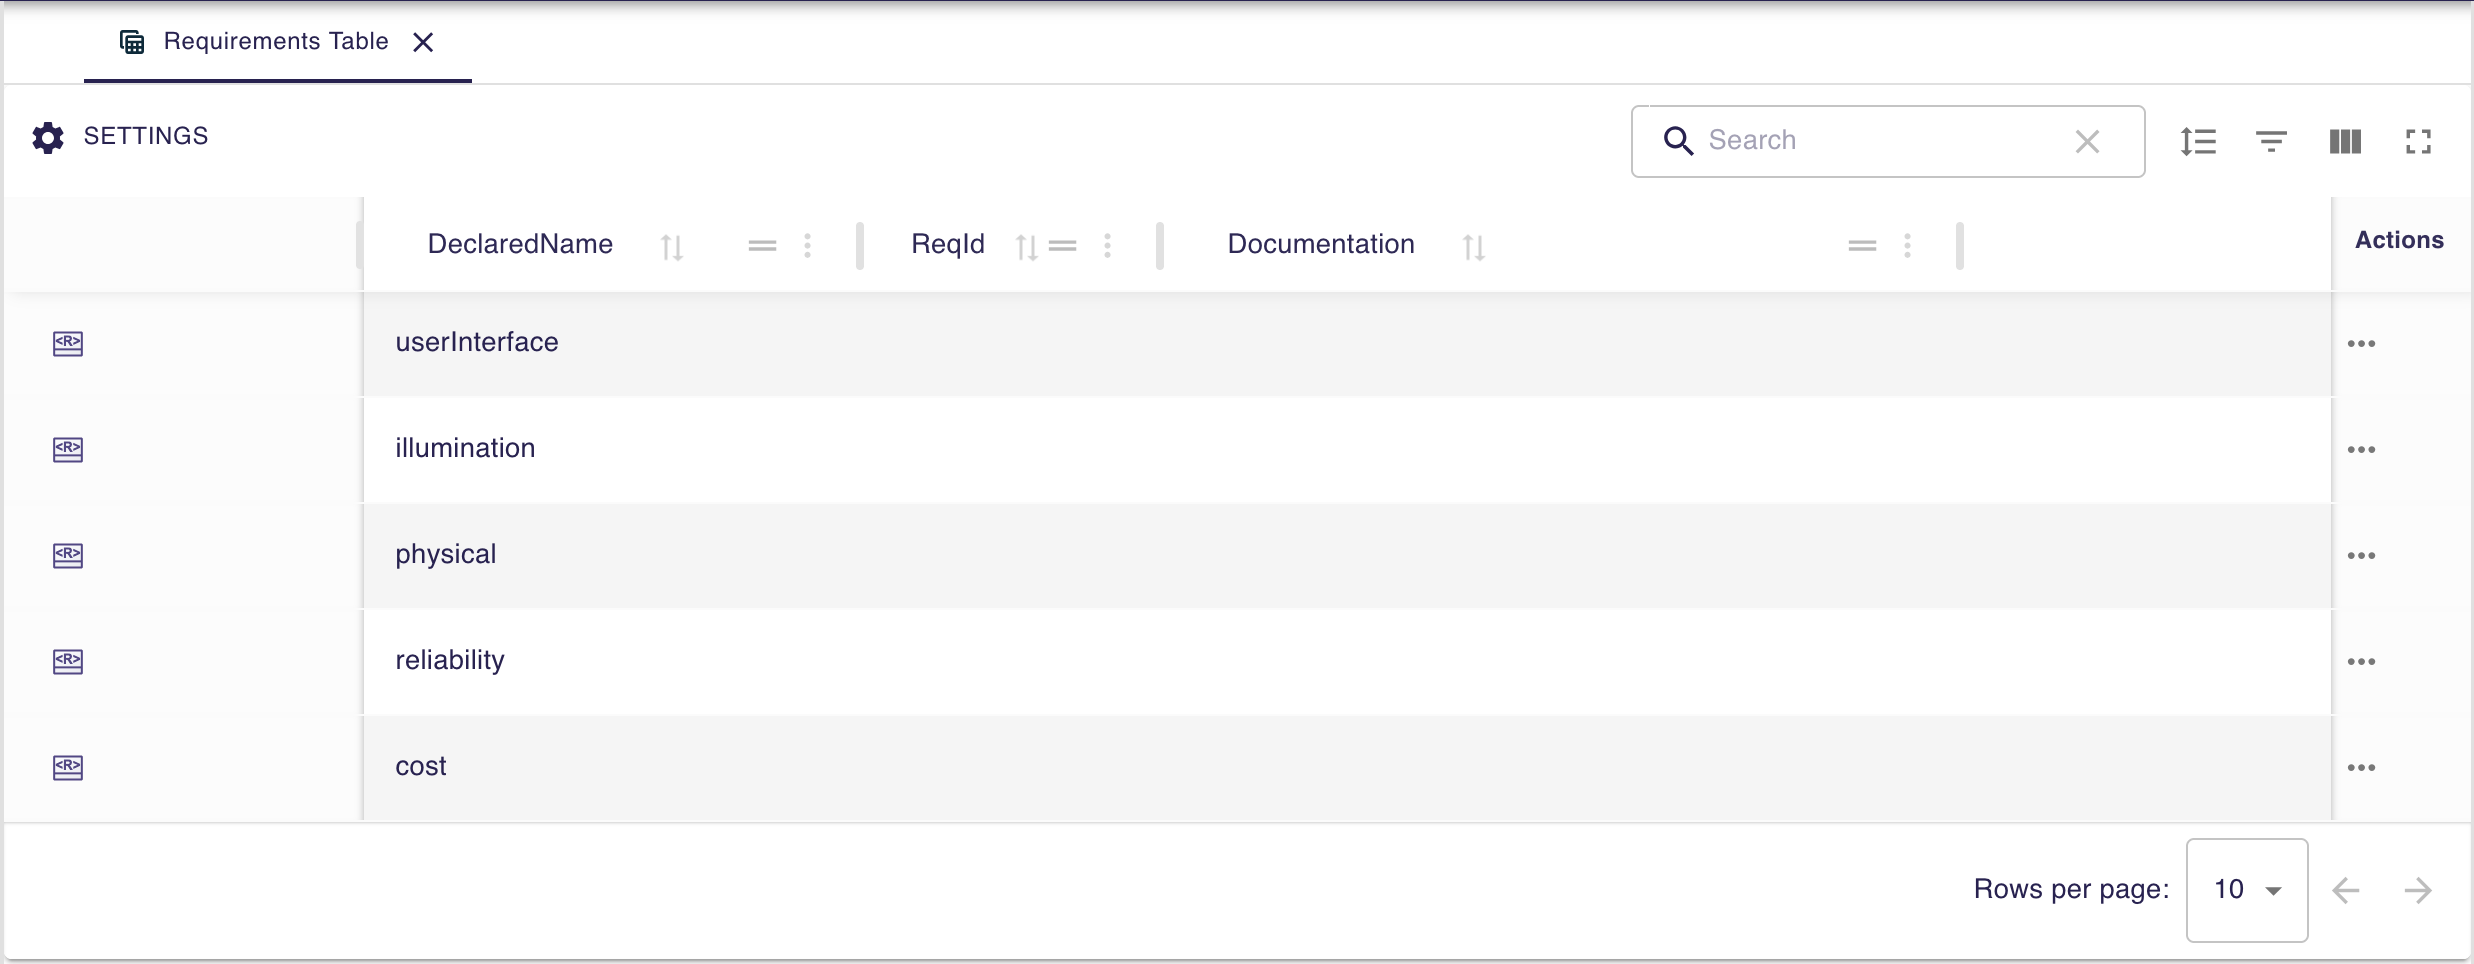 Requirements Table
SETTINGS
Search
DeclaredName ReqId Documentation Actions
<R> userInterface
<R> illumination
<R> physical
<R> reliability
<R> cost
Rows per page: 10